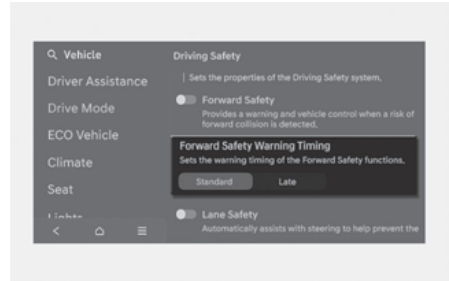 Vehicle
Driver Assistance
Drive Mode
ECO Vehicle
Climate
Seat
Lights
Driving Safety
Sets the properties of the Driving Safety system.
Forward Safety
Provides a warning and vehicle control when a risk of
forward collision is detected.
Forward Safety Warning Timing
Sets the warning timing of the Forward Safety functions.
Standard
Late
Lane Safety
Automatically assists with steering to help prevent the